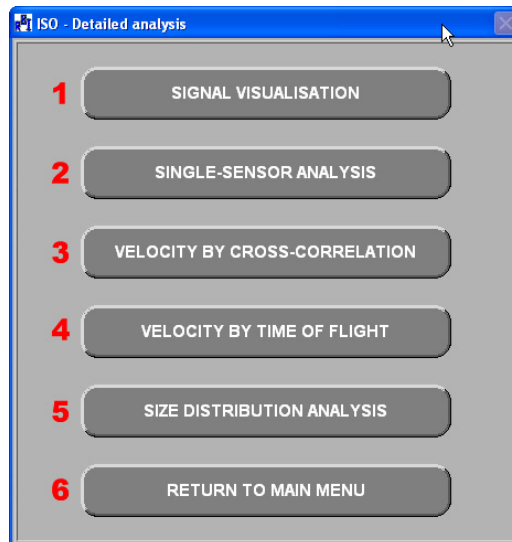 RBI ISO - Detailed analysis
1 SIGNAL VISUALISATION
2 SINGLE-SENSOR ANALYSIS
3 VELOCITY BY CROSS-CORRELATION
4 VELOCITY BY TIME OF FLIGHT
5 SIZE DISTRIBUTION ANALYSIS
6 RETURN TO MAIN MENU